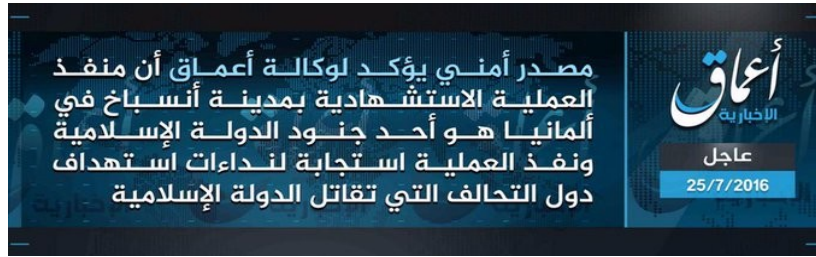 مصدر أمني يؤكد لوكالة أعماق أن منفذ
العملية الاستشهادية بمدينة أنسباخ في
ألمانيا هو أحد جنود الدولة الإسلامية
ونفذ العملية استجابة لنداءات استهداف
دول التحالف التي تقاتل الدولة الإسلامية
أعماق
الإخبارية
عاجل
25/7/2016